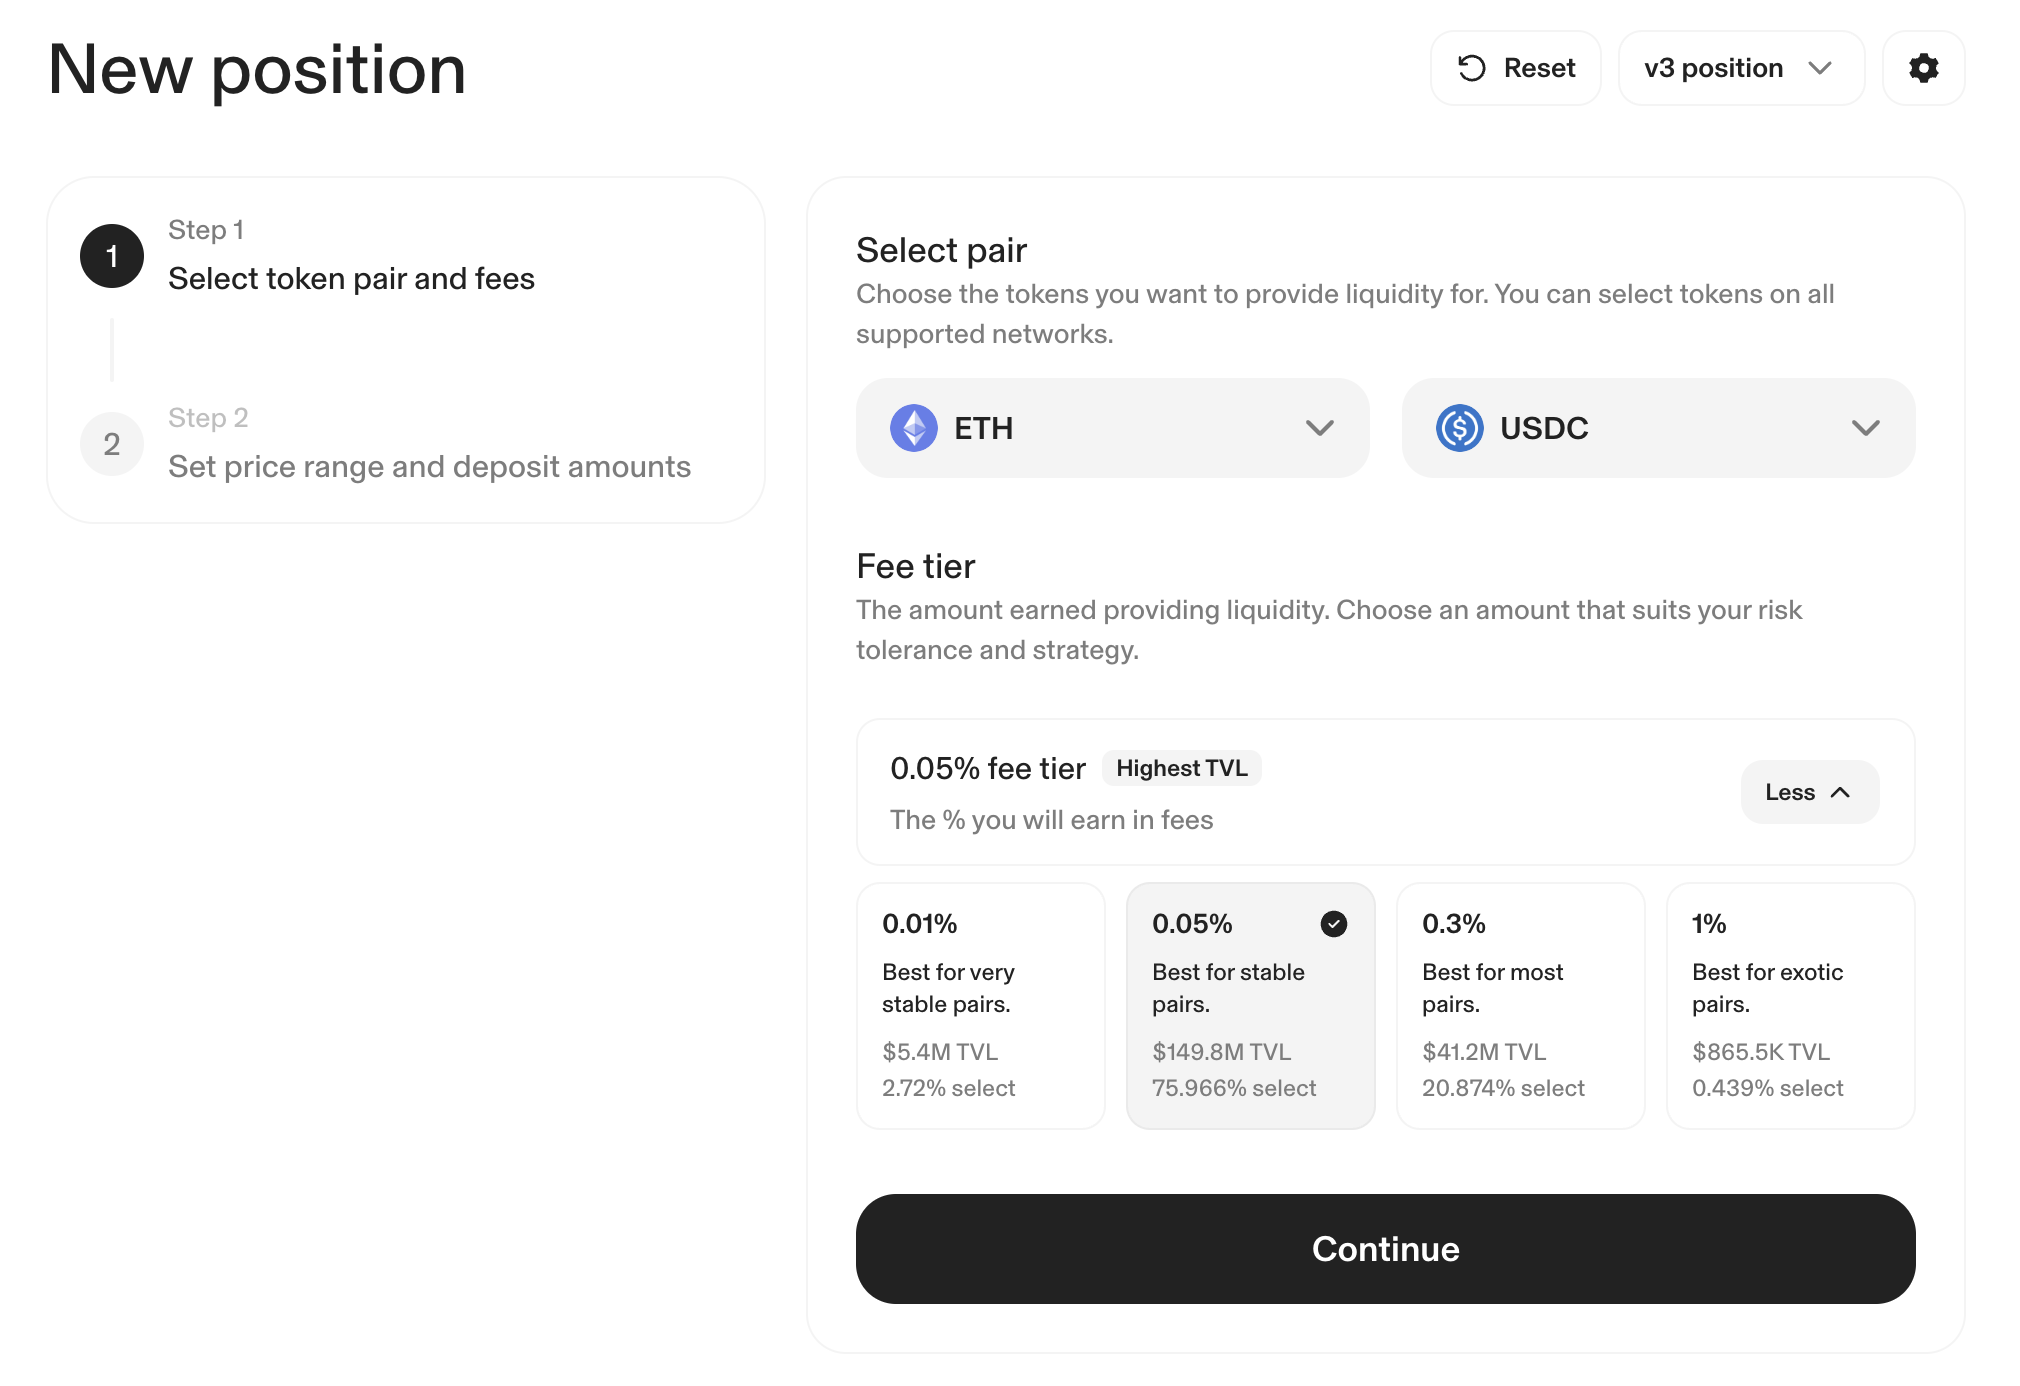 New position
Reset
v3 position
1
Step 1
Select token pair and fees
2
Step 2
Set price range and deposit amounts
Select pair
Choose the tokens you want to provide liquidity for. You can select tokens on all
supported networks.
ETH
USDC
Fee tier
The amount earned providing liquidity. Choose an amount that suits your risk
tolerance and strategy.
0.05% fee tier
Highest TVL
The % you will earn in fees
Less
0.01%
Best for very
stable pairs.
$5.4M TVL
2.72% select
0.05%
Best for stable
pairs.
$149.8M TVL
75.966% select
0.3%
Best for most
pairs.
$41.2M TVL
20.874% select
1%
Best for exotic
pairs.
$865.5K TVL
0.439% select
Continue